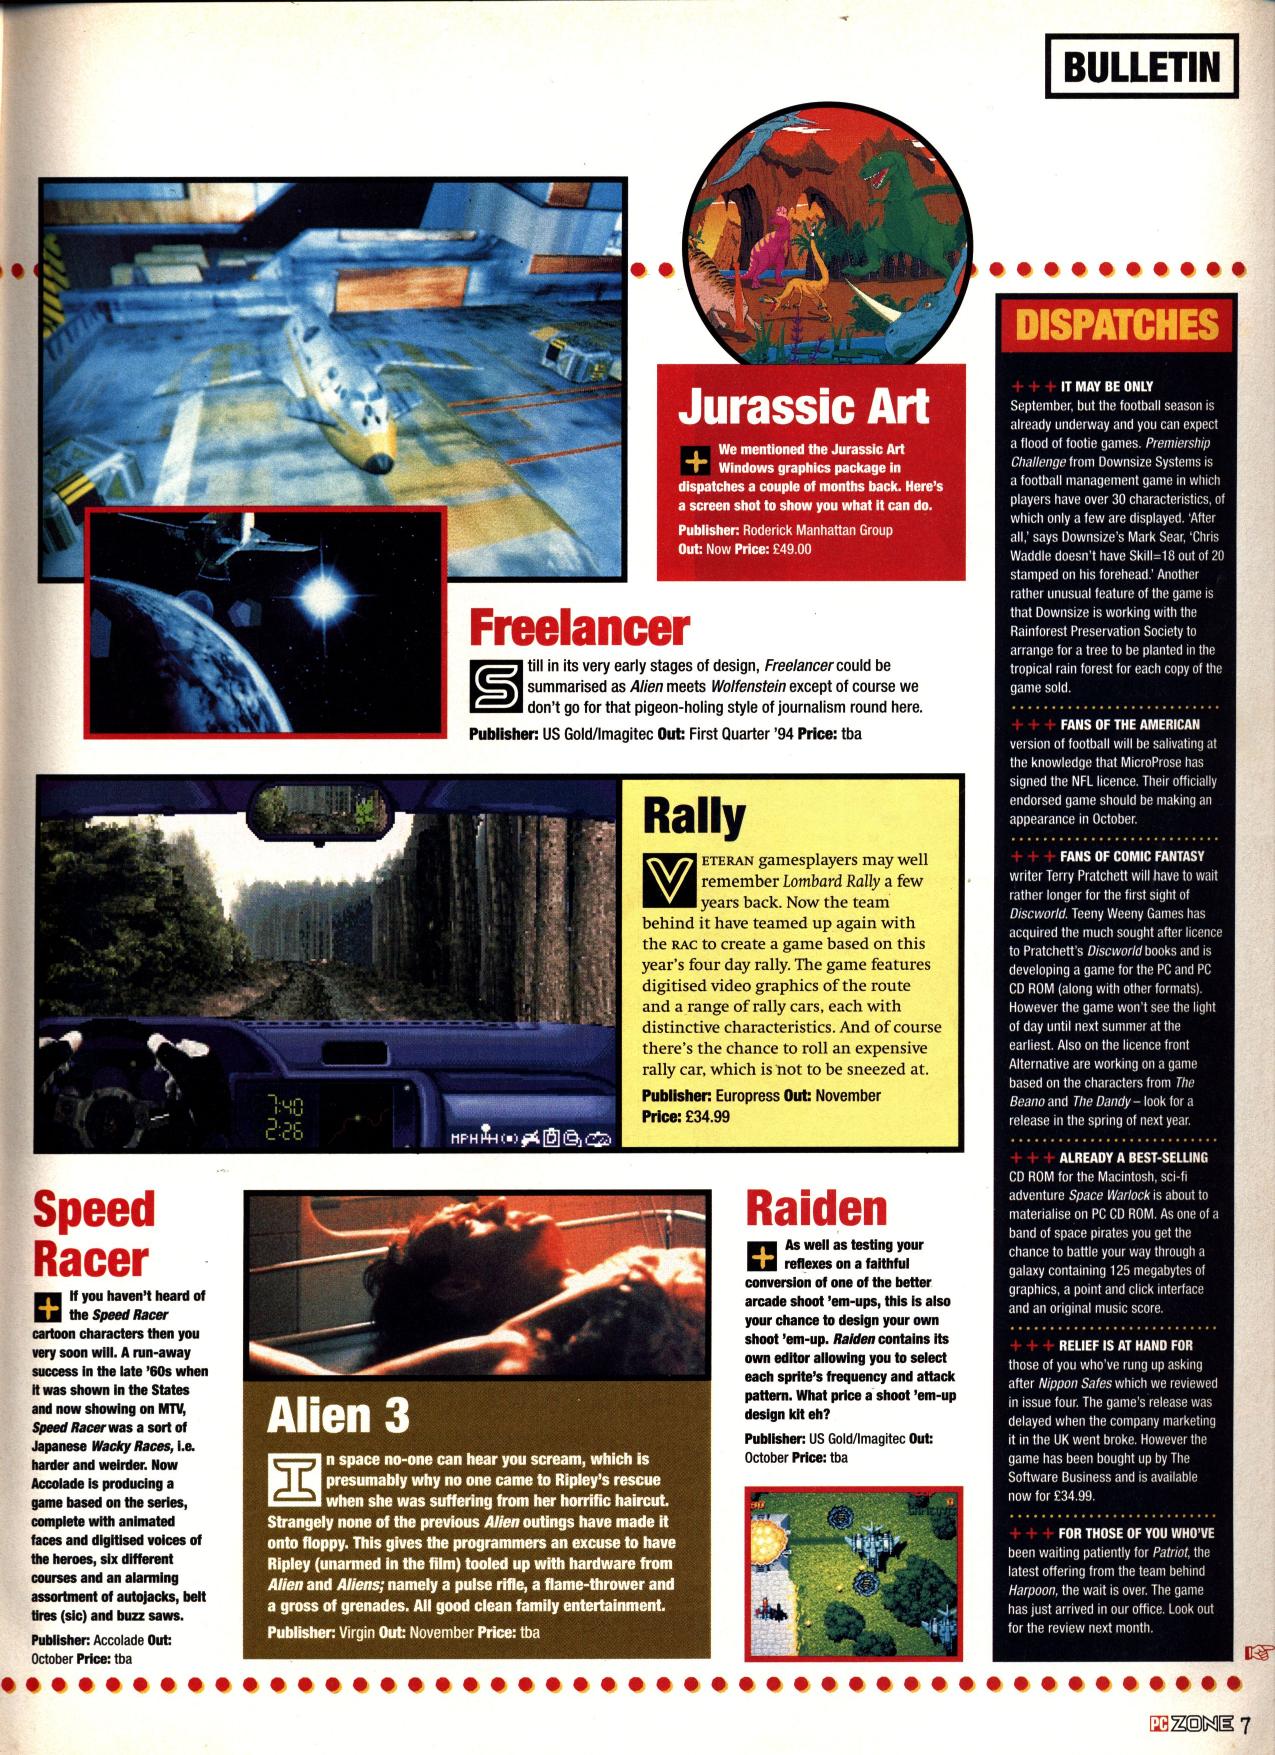 BULLETIN
Jurassic Art
We mentioned the Jurassic Art
Windows graphics package in
dispatches a couple of months back. Here's
a screen shot to show you what it can do.
Publisher: Roderick Manhattan Group
Out: Now Price: £49.00
Freelancer
Still in its very early stages of design, Freelancer could be
summarised as Alien meets Wolfenstein except of course we
don't go for that pigeon-holing style of journalism round here.
Publisher: US Gold/Imagitec Out: First Quarter '94 Price: tba
Rally
VETERAN gamesplayers may well
remember Lombard Rally a few
years back. Now the team
behind it have teamed up again with
the RAC to create a game based on this
year's four day rally. The game features
digitised video graphics of the route
and a range of rally cars, each with
distinctive characteristics. And of course
there's the chance to roll an expensive
rally car, which is not to be sneezed at.
Publisher: Europress Out: November
Price: £34.99
7:40
2:26
MPH
Speed
Racer
If you haven't heard of
the Speed Racer
cartoon characters then you
very soon will. A run-away
success in the late '60s when
it was shown in the States
and now showing on MTV,
Speed Racer was a sort of
Japanese Wacky Races, i.e.
harder and weirder. Now
Accolade is producing a
game based on the series,
complete with animated
faces and digitised voices of
the heroes, six different
courses and an alarming
assortment of autojacks, belt
tires (sic) and buzz saws.
Publisher: Accolade Out:
October Price: tba
Alien 3
In space no-one can hear you scream, which is
presumably why no one came to Ripley's rescue
when she was suffering from her horrific haircut.
Strangely none of the previous Alien outings have made it
onto floppy. This gives the programmers an excuse to have
Ripley (unarmed in the film) tooled up with hardware from
Alien and Aliens; namely a pulse rifle, a flame-thrower and
a gross of grenades. All good clean family entertainment.
Publisher: Virgin Out: November Price: tba
Raiden
As well as testing your
reflexes on a faithful
conversion of one of the better
arcade shoot 'em-ups, this is also
your chance to design your own
shoot 'em-up. Raiden contains its
own editor allowing you to select
each sprite's frequency and attack
pattern. What price a shoot 'em-up
design kit eh?
Publisher: US Gold/Imagitec Out:
October Price: tba
DISPATCHES
+ + + IT MAY BE ONLY
September, but the football season is
already underway and you can expect
a flood of footie games. Premiership
Challenge from Downsize Systems is
a football management game in which
players have over 30 characteristics, of
which only a few are displayed. 'After
all,' says Downsize's Mark Sear, 'Chris
Waddle doesn't have Skill=18 out of 20
stamped on his forehead.' Another
rather unusual feature of the game is
that Downsize is working with the
Rainforest Preservation Society to
arrange for a tree to be planted in the
tropical rain forest for each copy of the
game sold.
+ + + FANS OF THE AMERICAN
version of football will be salivating at
the knowledge that MicroProse has
signed the NFL licence. Their officially
endorsed game should be making an
appearance in October.
+ + + FANS OF COMIC FANTASY
writer Terry Pratchett will have to wait
rather longer for the first sight of
Discworld. Teeny Weeny Games has
acquired the much sought after licence
to Pratchett's Discworld books and is
developing a game for the PC and PC
CD ROM (along with other formats).
However the game won't see the light
of day until next summer at the
earliest. Also on the licence front
Alternative are working on a game
based on the characters from The
Beano and The Dandy – look for a
release in the spring of next year.
+ + + ALREADY A BEST-SELLING
CD ROM for the Macintosh, sci-fi
adventure Space Warlock is about to
materialise on PC CD ROM. As one of a
band of space pirates you get the
chance to battle your way through a
galaxy containing 125 megabytes of
graphics, a point and click interface
and an original music score.
+ + + RELIEF IS AT HAND FOR
those of you who've rung up asking
after Nippon Safes which we reviewed
in issue four. The game's release was
delayed when the company marketing
it in the UK went broke. However the
game has been bought up by The
Software Business and is available
now for £34.99.
+ + + FOR THOSE OF YOU WHO'VE
been waiting patiently for Patriot, the
latest offering from the team behind
Harpoon, the wait is over. The game
has just arrived in our office. Look out
for the review next month.
PC ZONE 7